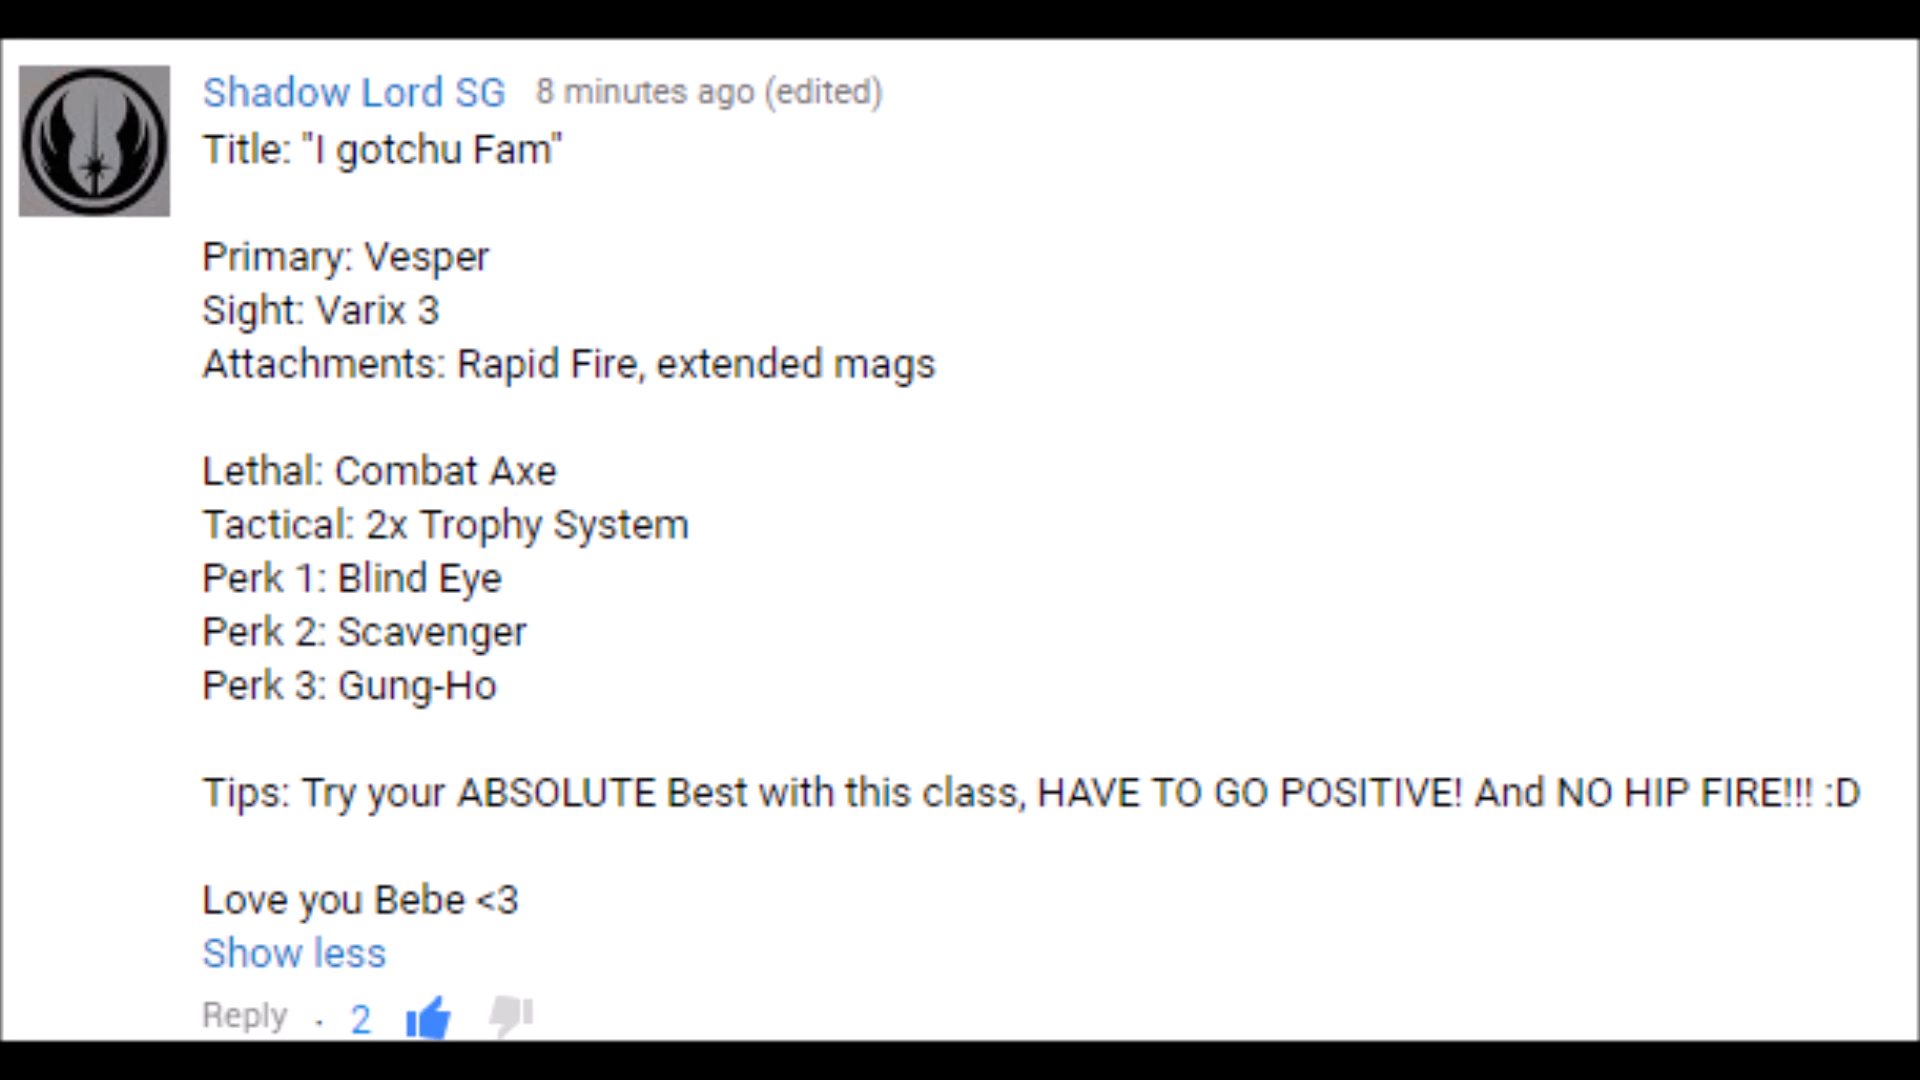 Shadow Lord SG 8 minutes ago (edited)
Title: "I gotchu Fam"
Primary: Vesper
Sight: Varix 3
Attachments: Rapid Fire, extended mags
Lethal: Combat Axe
Tactical: 2x Trophy System
Perk 1: Blind Eye
Perk 2: Scavenger
Perk 3: Gung-Ho
Tips: Try your ABSOLUTE Best with this class, HAVE TO GO POSITIVE! And NO HIP FIRE!!! :D
Love you Bebe <3
Show less
Reply · 2